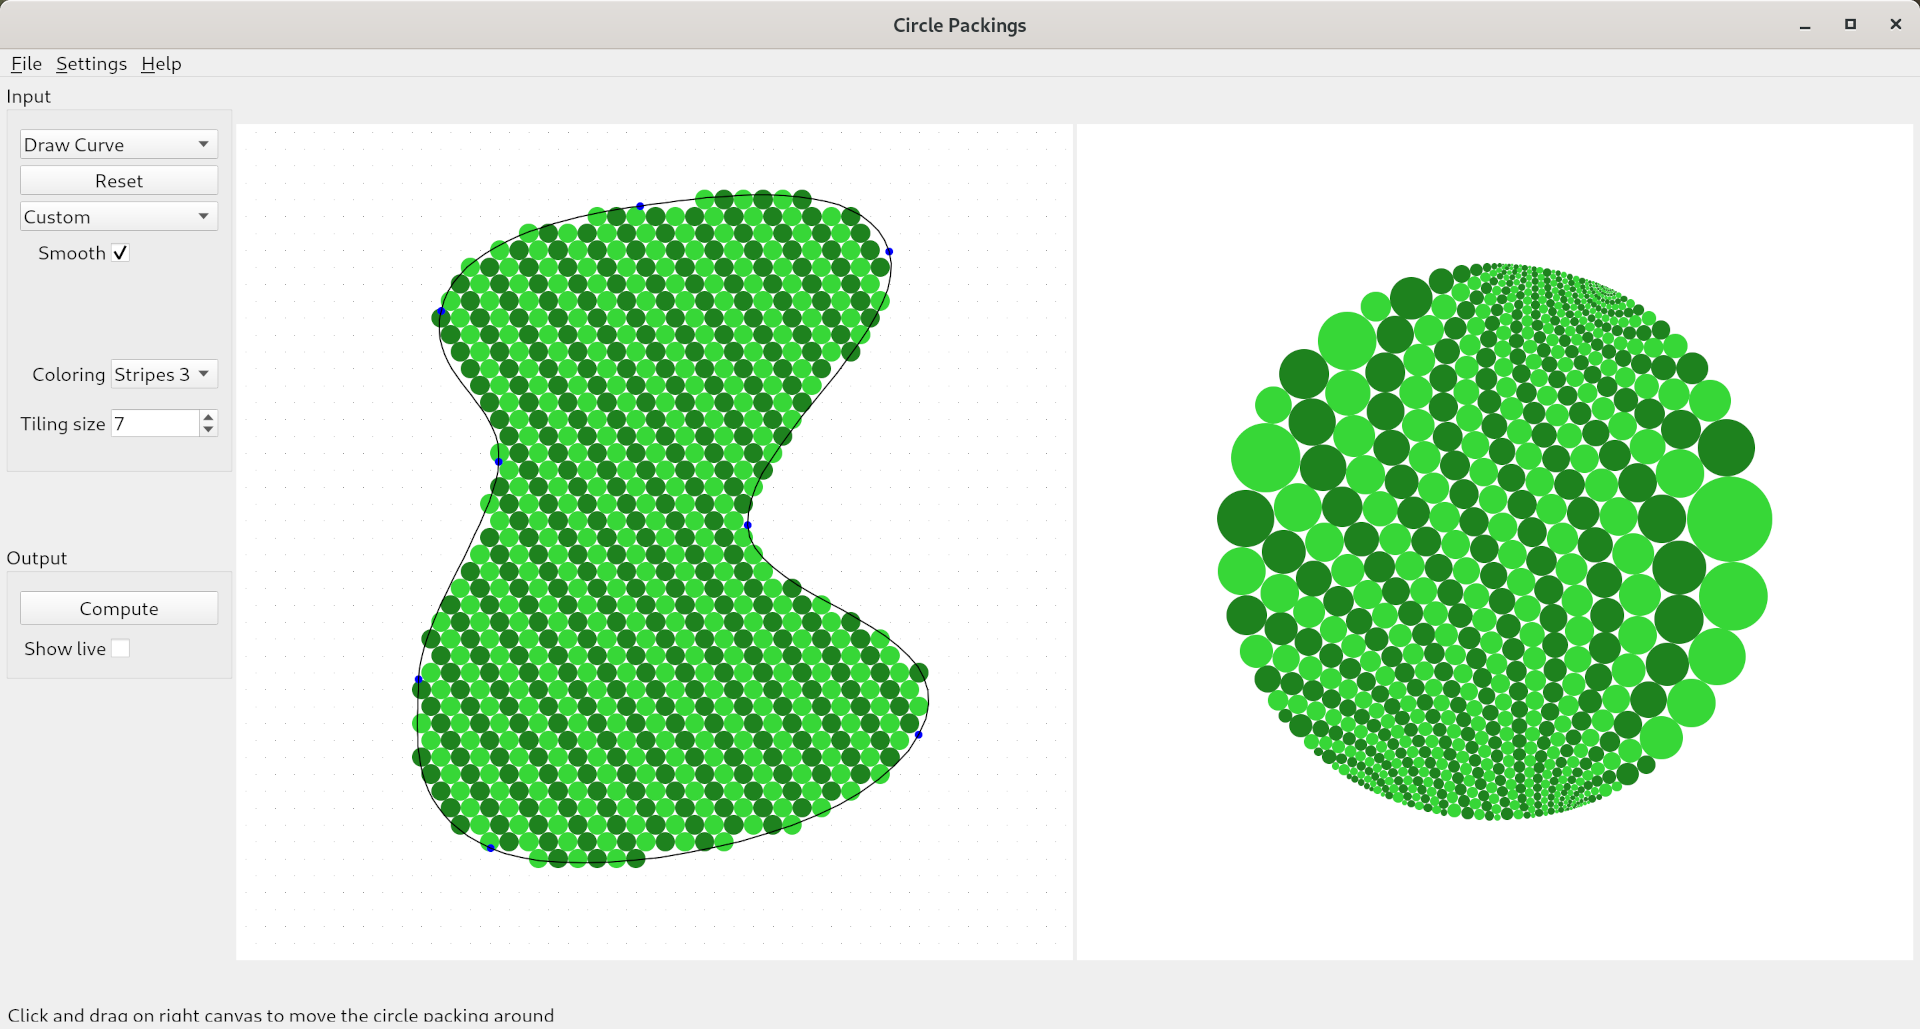 Circle Packings
File Settings Help
Input
Draw Curve
Reset
Custom
Smooth
Coloring Stripes 3
Tiling size 7
Output
Compute
Show live
Click and drag on right canvas to move the circle packing around